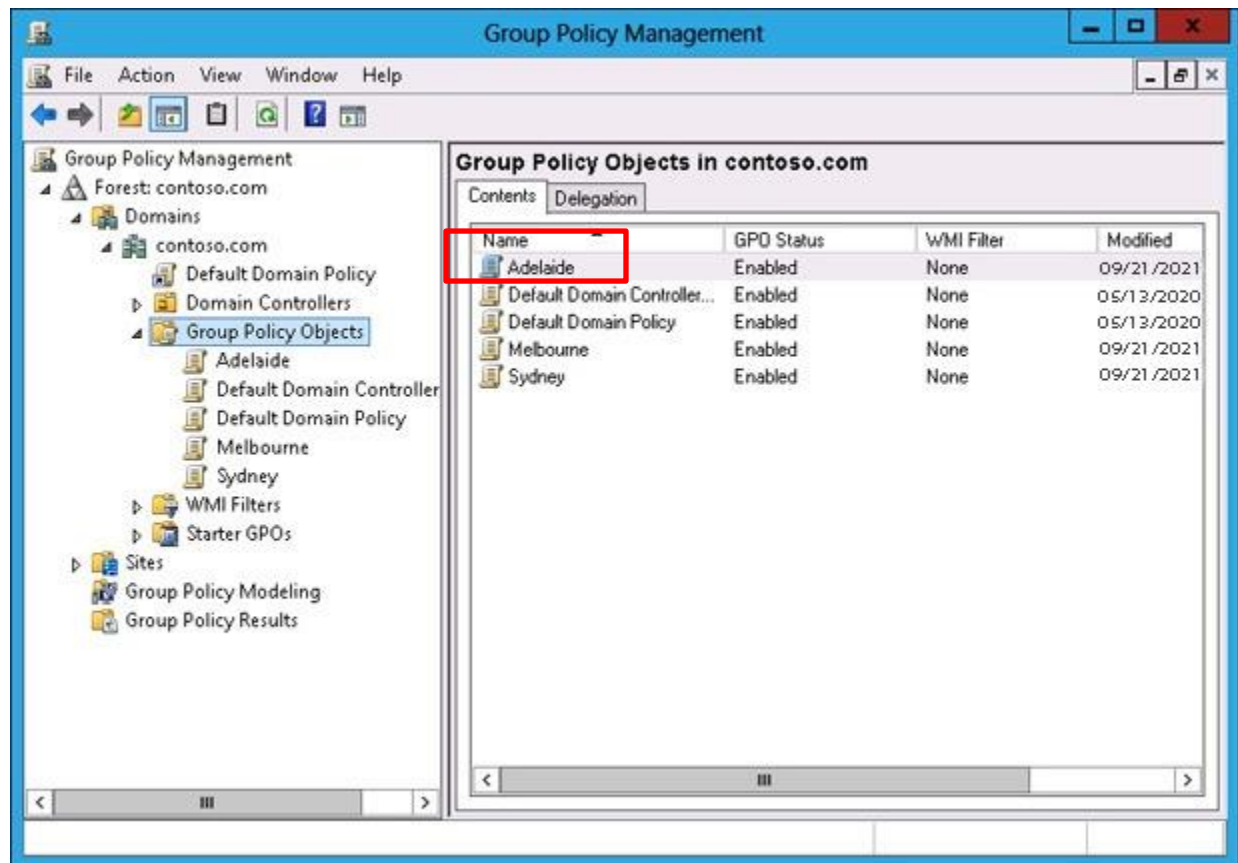 Group Policy Management
File Action View Window Help
Group Policy Management
Forest: contoso.com
Domains
contoso.com
Default Domain Policy
Domain Controllers
Group Policy Objects
Adelaide
Default Domain Controller
Default Domain Policy
Melbourne
Sydney
WMI Filters
Starter GPOs
Sites
Group Policy Modeling
Group Policy Results
Group Policy Objects in contoso.com
Contents Delegation
Name GPO Status WMI Filter Modified
Adelaide Enabled None 09/21/2021
Default Domain Controller... Enabled None 05/13/2020
Default Domain Policy Enabled None 05/13/2020
Melbourne Enabled None 09/21/2021
Sydney Enabled None 09/21/2021